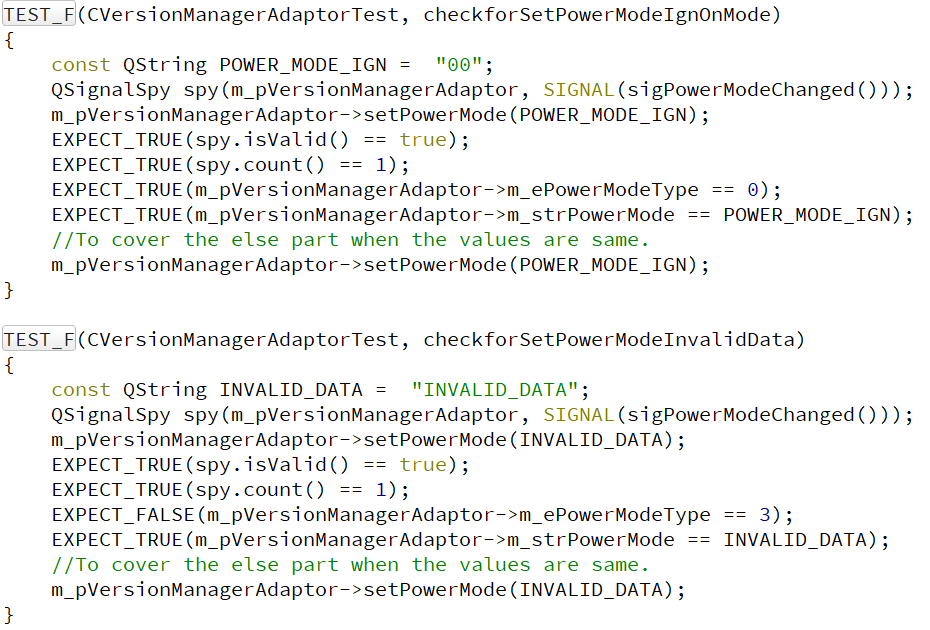 TEST_F(CVersionManagerAdaptorTest, checkforSetPowerModeIgnOnMode)
{
    const QString POWER_MODE_IGN =  "00";
    QSignalSpy spy(m_pVersionManagerAdaptor, SIGNAL(sigPowerModeChanged()));
    m_pVersionManagerAdaptor->setPowerMode(POWER_MODE_IGN);
    EXPECT_TRUE(spy.isValid() == true);
    EXPECT_TRUE(spy.count() == 1);
    EXPECT_TRUE(m_pVersionManagerAdaptor->m_ePowerModeType == 0);
    EXPECT_TRUE(m_pVersionManagerAdaptor->m_strPowerMode == POWER_MODE_IGN);
    //To cover the else part when the values are same.
    m_pVersionManagerAdaptor->setPowerMode(POWER_MODE_IGN);
}

TEST_F(CVersionManagerAdaptorTest, checkforSetPowerModeInvalidData)
{
    const QString INVALID_DATA =  "INVALID_DATA";
    QSignalSpy spy(m_pVersionManagerAdaptor, SIGNAL(sigPowerModeChanged()));
    m_pVersionManagerAdaptor->setPowerMode(INVALID_DATA);
    EXPECT_TRUE(spy.isValid() == true);
    EXPECT_TRUE(spy.count() == 1);
    EXPECT_FALSE(m_pVersionManagerAdaptor->m_ePowerModeType == 3);
    EXPECT_TRUE(m_pVersionManagerAdaptor->m_strPowerMode == INVALID_DATA);
    //To cover the else part when the values are same.
    m_pVersionManagerAdaptor->setPowerMode(INVALID_DATA);
}